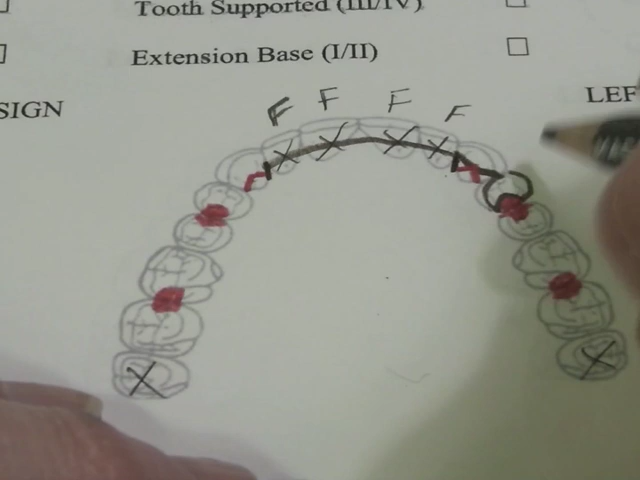 Tooth Supported (III/IV)
Extension Base (I/II)
SIGN
LEF
F F F F